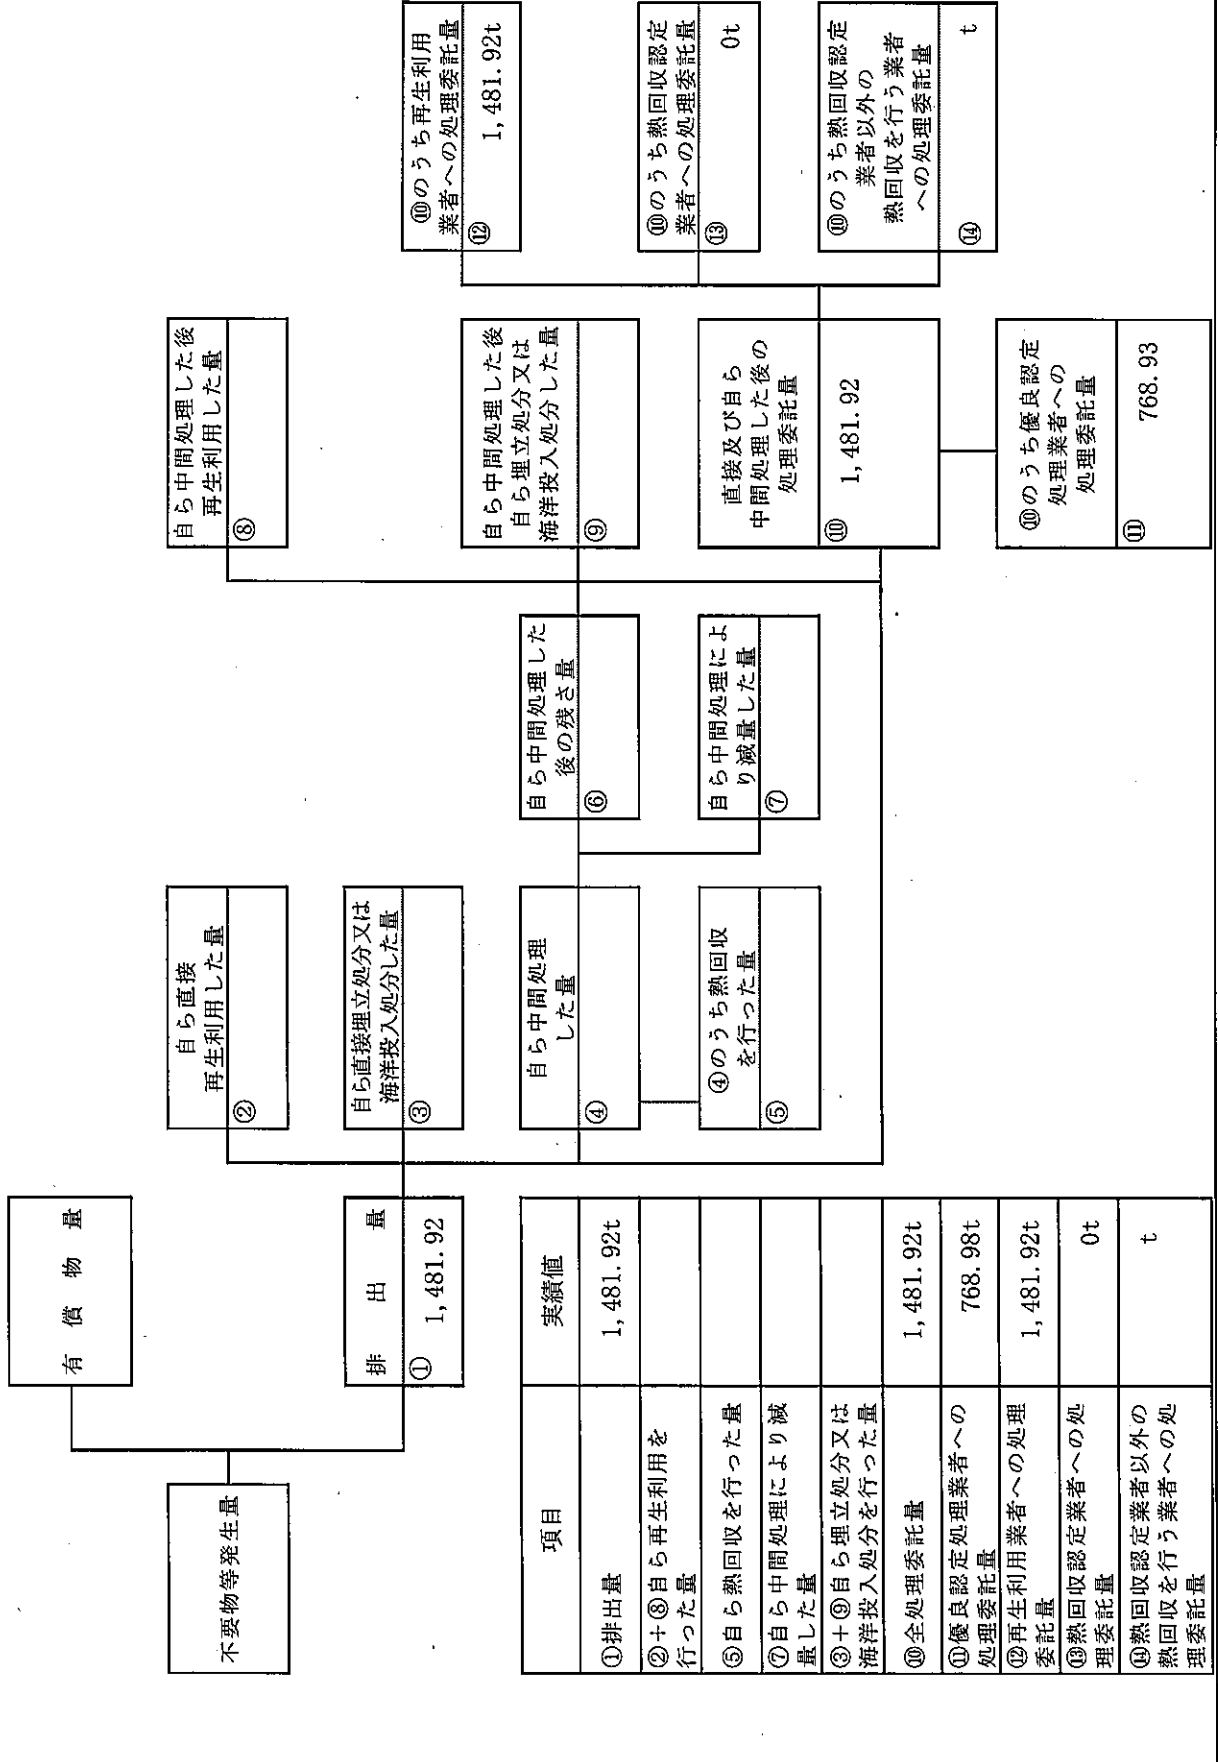 不要物等発生量
有償物量
排出量
① 1,481.92
自ら直接
再生利用した量
②
自ら直接埋立処分又は
海洋投入処分した量
③
自ら中間処理
した量
④
④のうち熱回収
を行った量
⑤
自ら中間処理した
後の残さ量
⑥
自ら中間処理によ
り減量した量
⑦
自ら中間処理した後
再生利用した量
⑧
自ら中間処理した後
自ら埋立処分又は
海洋投入処分した量
⑨
直接及び自ら
中間処理した後の
処理委託量
⑩ 1,481.92
⑩のうち優良認定
処理業者への
処理委託量
⑪ 768.93
⑩のうち再生利用
業者への処理委託量
⑫ 1,481.92t
⑩のうち熱回収認定
業者への処理委託量
⑬ 0t
⑩のうち熱回収認定
業者以外の
熱回収を行う業者
への処理委託量
⑭ t
項目 実績値
①排出量 1,481.92t
②+⑧自ら再生利用を
行った量
⑤自ら熱回収を行った量
⑦自ら中間処理により減
量した量
③+⑨自ら埋立処分又は
海洋投入処分を行った量
⑩全処理委託量 1,481.92t
⑪優良認定処理業者への
処理委託量 768.98t
⑫再生利用業者への処理
委託量 1,481.92t
⑬熱回収認定業者への処
理委託量 0t
⑭熱回収認定業者以外の
熱回収を行う業者への処
理委託量 t